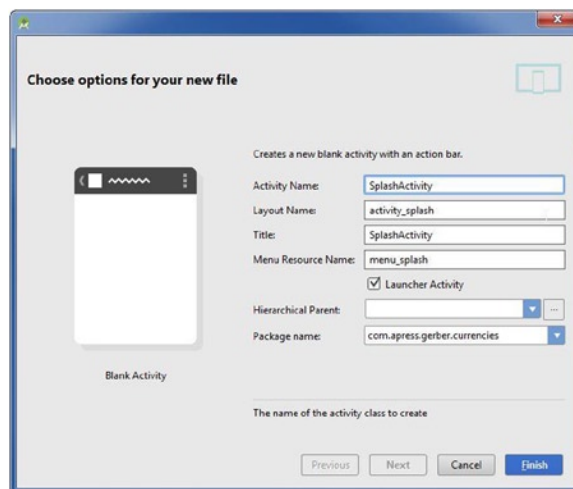 Choose options for your new file
Creates a new blank activity with an action bar.
Activity Name: SplashActivity
Layout Name: activity_splash
Title: SplashActivity
Menu Resource Name: menu_splash
Launcher Activity
Hierarchical Parent: ...
Package name: com.apress.gerber.currencies
Blank Activity
The name of the activity class to create
Previous Next Cancel Finish